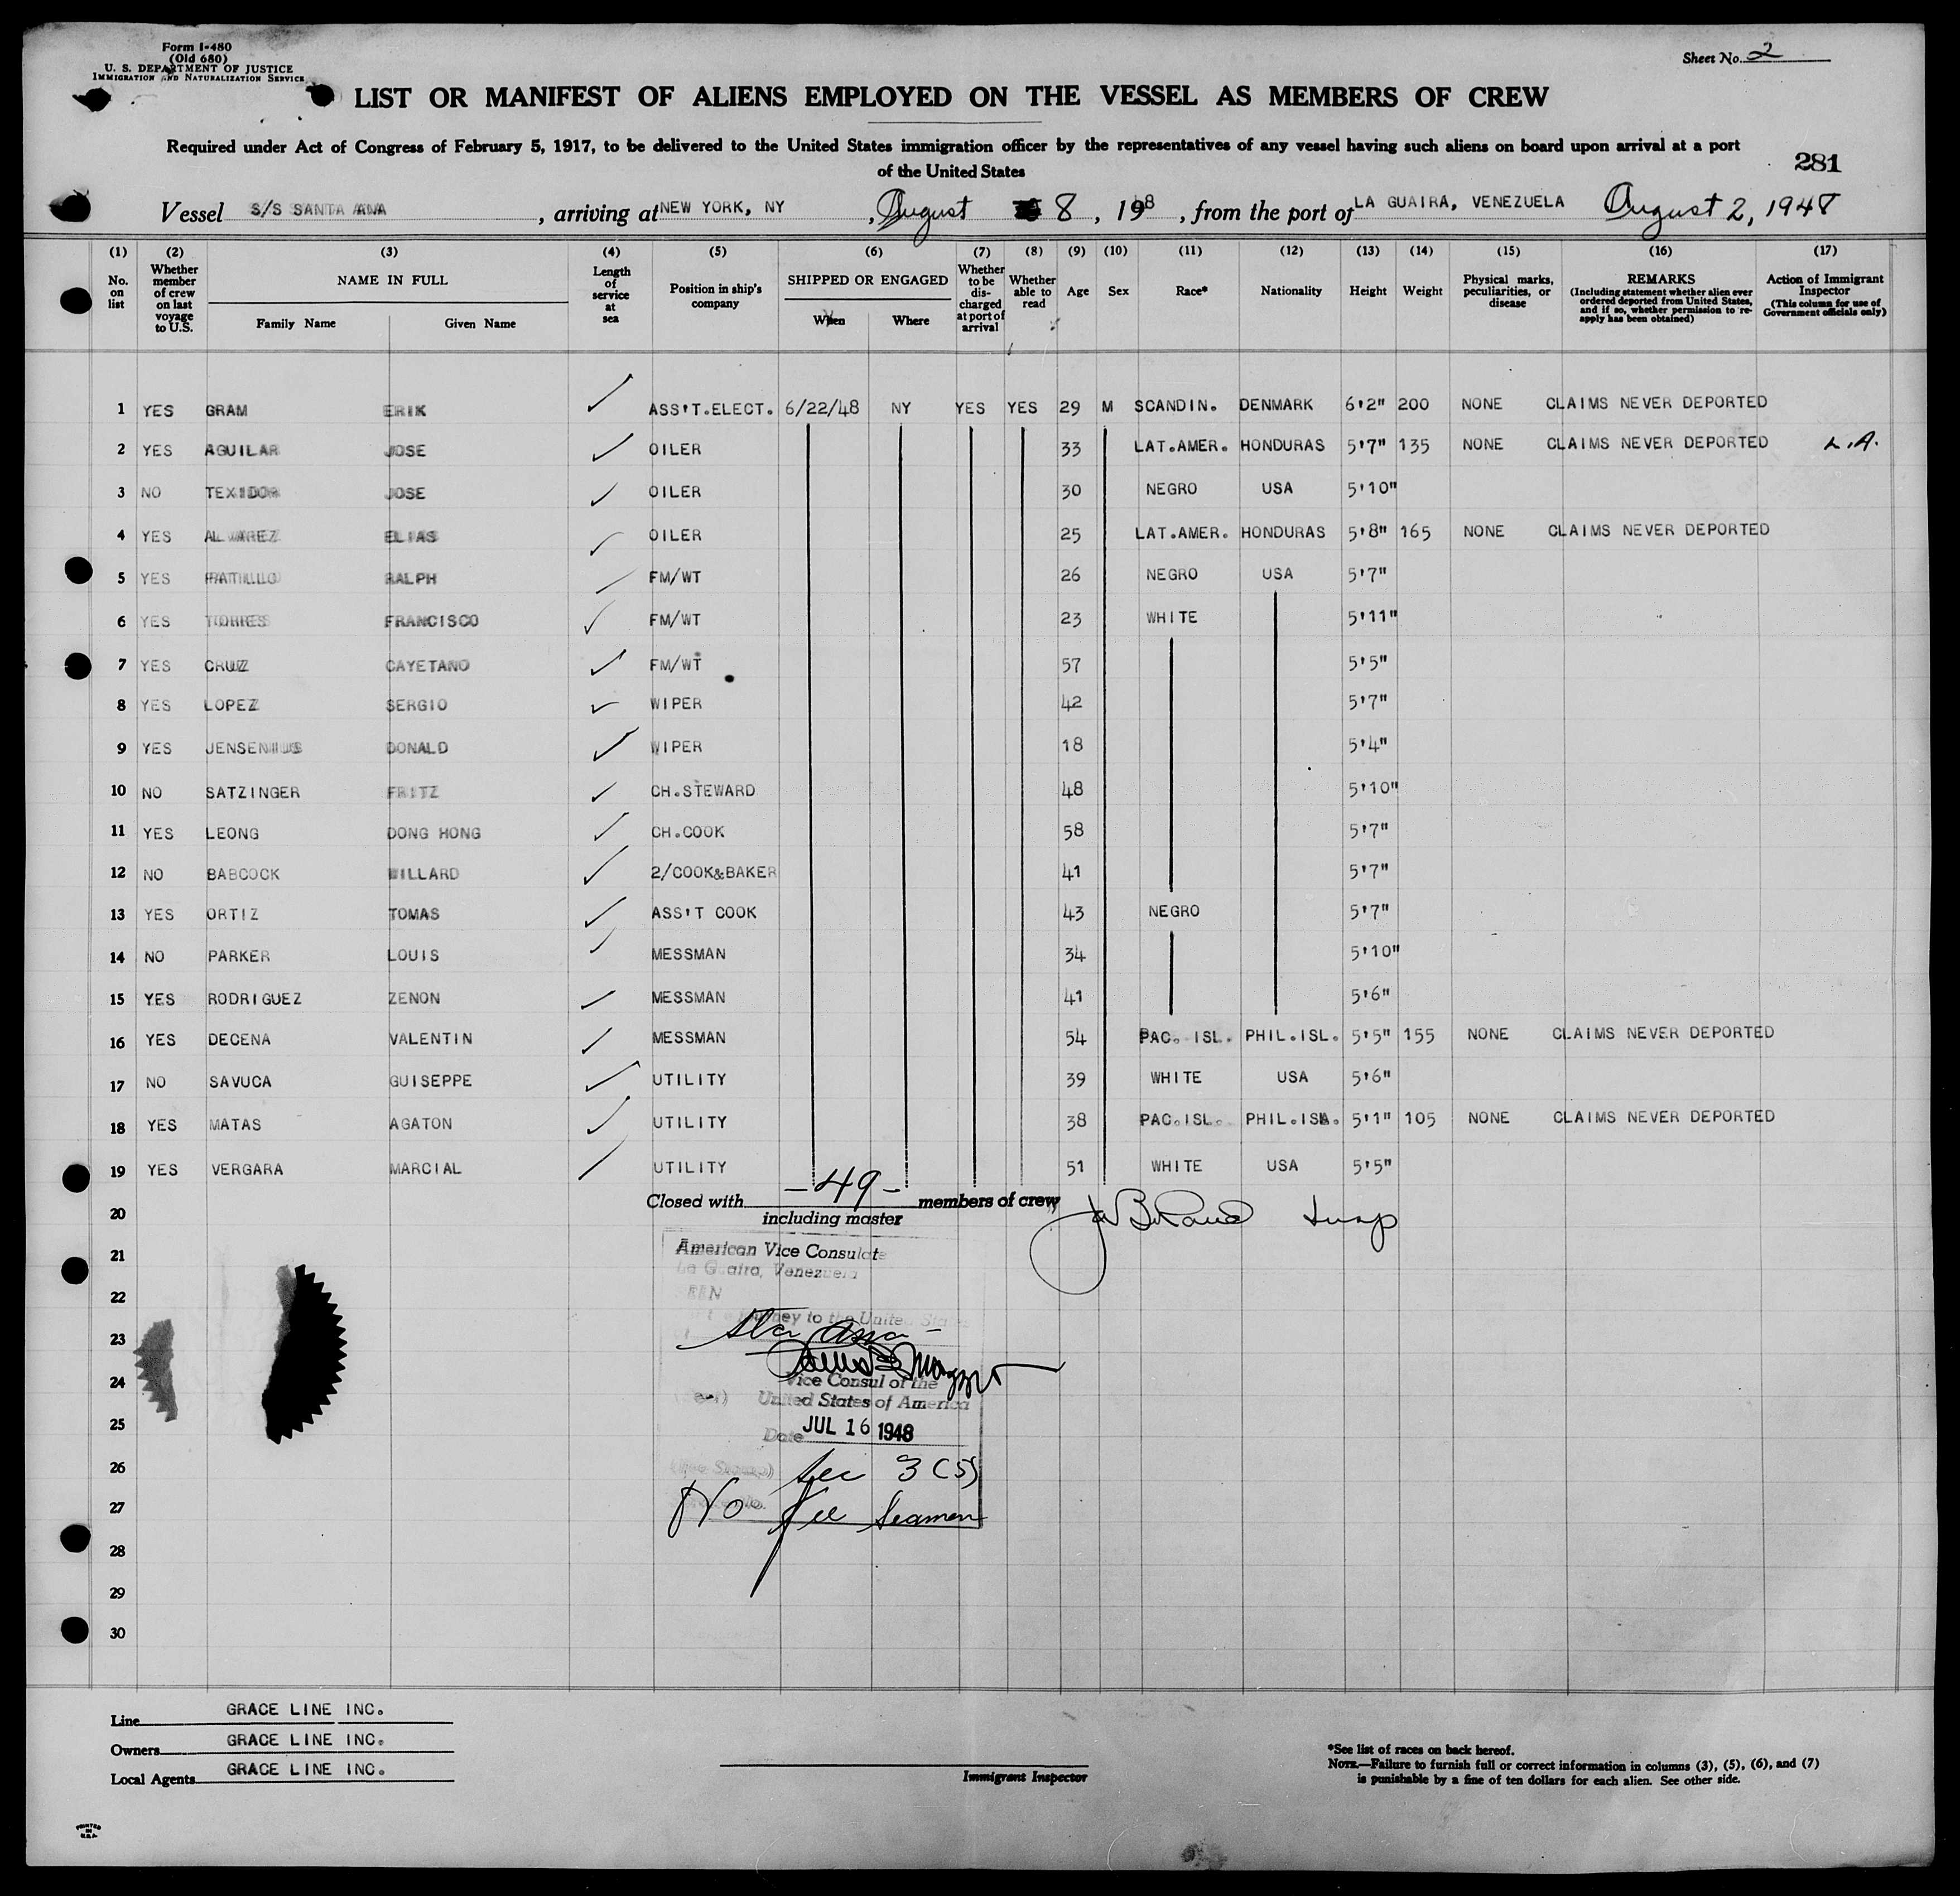 Form I-480
(Old 680)
U. S. DEPARTMENT OF JUSTICE
IMMIGRATION AND NATURALIZATION SERVICE
Sheet No. 2
LIST OR MANIFEST OF ALIENS EMPLOYED ON THE VESSEL AS MEMBERS OF CREW
Required under Act of Congress of February 5, 1917, to be delivered to the United States immigration officer by the representatives of any vessel having such aliens on board upon arrival at a port
of the United States
281
Vessel S/S SANTA ANA, arriving at NEW YORK, NY, August 8, 1948, from the port of LA GUAIRA, VENEZUELA August 2, 1948
(1) (2) (3) (4) (5) (6) (7) (8) (9) (10) (11) (12) (13) (14) (15) (16) (17)
No. on list
Whether member of crew on last voyage to U.S.
NAME IN FULL
Family Name Given Name
Length of service at sea
Position in ship's company
SHIPPED OR ENGAGED
When Where
Whether to be discharged at port of arrival
Whether able to read
Age
Sex
Race*
Nationality
Height
Weight
Physical marks, peculiarities, or disease
REMARKS
(Including statement whether alien ever ordered deported from United States, and if so, whether permission to re-apply has been obtained)
Action of Immigrant Inspector
(This column for use of Government officials only)
1 YES GRAM ERIK ASS'T.ELECT. 6/22/48 NY YES YES 29 M SCANDIN. DENMARK 6'2" 200 NONE CLAIMS NEVER DEPORTED
2 YES AGUILAR JOSE OILER 33 LAT.AMER. HONDURAS 5'7" 135 NONE CLAIMS NEVER DEPORTED L.A.
3 NO TEXIDOR JOSE OILER 30 NEGRO USA 5'10"
4 YES ALVAREZ ELIAS OILER 25 LAT.AMER. HONDURAS 5'8" 165 NONE CLAIMS NEVER DEPORTED
5 YES PATILLO RALPH FM/WT 26 NEGRO USA 5'7"
6 YES TORRES FRANCISCO FM/WT 23 WHITE 5'11"
7 YES CRUZ CAYETANO FM/WT 57 5'5"
8 YES LOPEZ SERGIO WIPER 42 5'7"
9 YES JENSENIUS DONALD WIPER 18 5'4"
10 NO SATZINGER FRITZ CH.STEWARD 48 5'10"
11 YES LEONG DONG HONG CH.COOK 58 5'7"
12 NO BABCOCK WILLARD 2/COOK&BAKER 41 5'7"
13 YES ORTIZ TOMAS ASS'T COOK 43 NEGRO 5'7"
14 NO PARKER LOUIS MESSMAN 34 5'10"
15 YES RODRIGUEZ ZENON MESSMAN 41 5'6"
16 YES DECENA VALENTIN MESSMAN 54 PAC. ISL. PHIL.ISL. 5'5" 155 NONE CLAIMS NEVER DEPORTED
17 NO SAVUCA GUISEPPE UTILITY 39 WHITE USA 5'6"
18 YES MATAS AGATON UTILITY 38 PAC.ISL. PHIL.ISL. 5'1" 105 NONE CLAIMS NEVER DEPORTED
19 YES VERGARA MARCIAL UTILITY 51 WHITE USA 5'5"
Closed with -49- members of crew
including master
Insp
20
21
22
23
24
25
26
27
28
29
30
American Vice Consulate
La Guaira, Venezuela
SEEN
journey to the United States
Sta Ana
Vice Consul of the
United States of America
(Seal)
Date JUL 16 1948
Sec 3 (5)
No fee Seamen
Line GRACE LINE INC.
Owners GRACE LINE INC.
Local Agents GRACE LINE INC.
Immigrant Inspector
*See list of races on back hereof.
NOTE.—Failure to furnish full or correct information in columns (3), (5), (6), and (7)
is punishable by a fine of ten dollars for each alien. See other side.
PRINTED
IN
U.S.A.